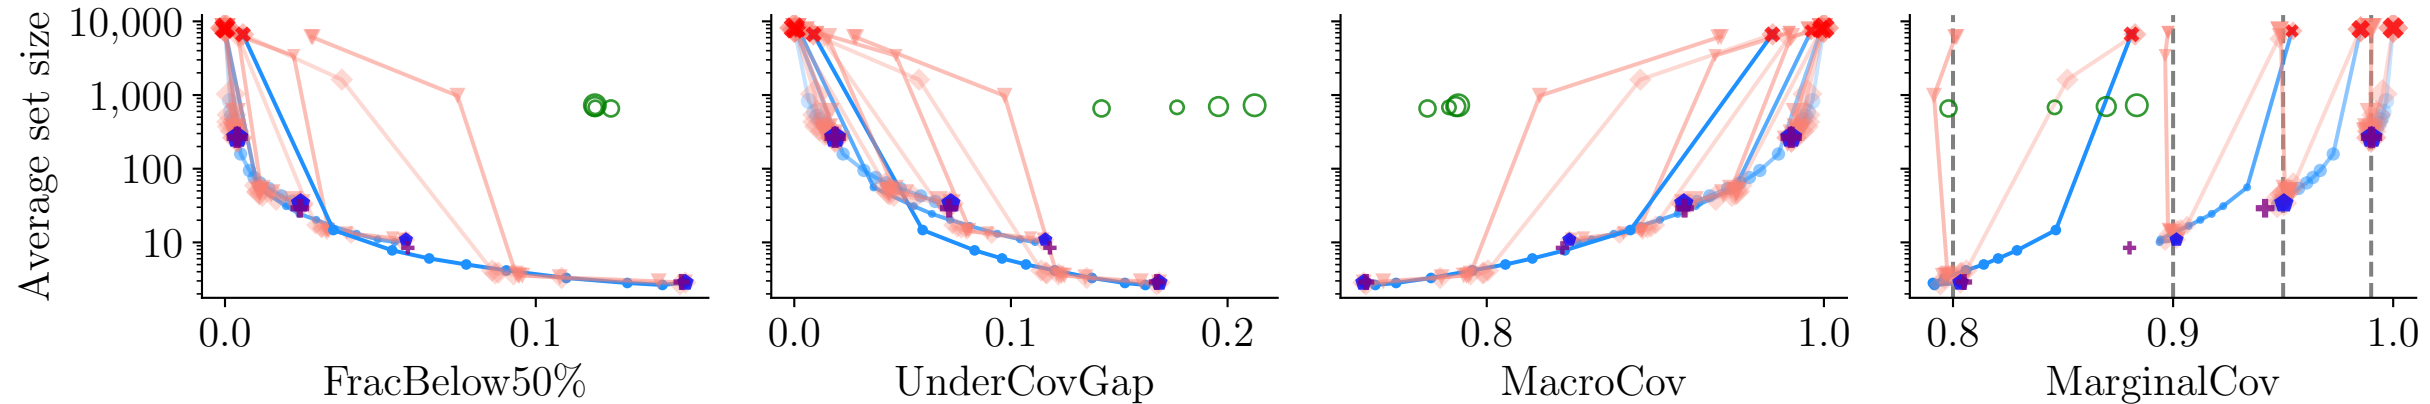 Average set size
10,000
1,000
100
10
0.0 0.1
FracBelow50%
0.0 0.1 0.2
UnderCovGap
0.8 1.0
MacroCov
0.8 0.9 1.0
MarginalCov